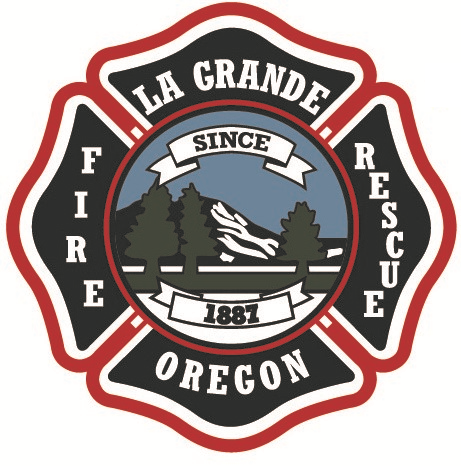 LA GRANDE
FIRE
RESCUE
SINCE
1887
OREGON